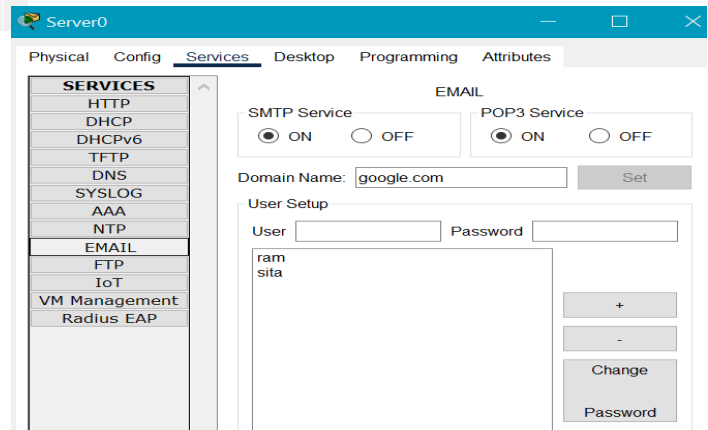 Server0
Physical Config Services Desktop Programming Attributes
SERVICES
HTTP
DHCP
DHCPv6
TFTP
DNS
SYSLOG
AAA
NTP
EMAIL
FTP
IoT
VM Management
Radius EAP
EMAIL
SMTP Service
ON OFF
POP3 Service
ON OFF
Domain Name: google.com Set
User Setup
User Password
ram
sita
+
-
Change
Password